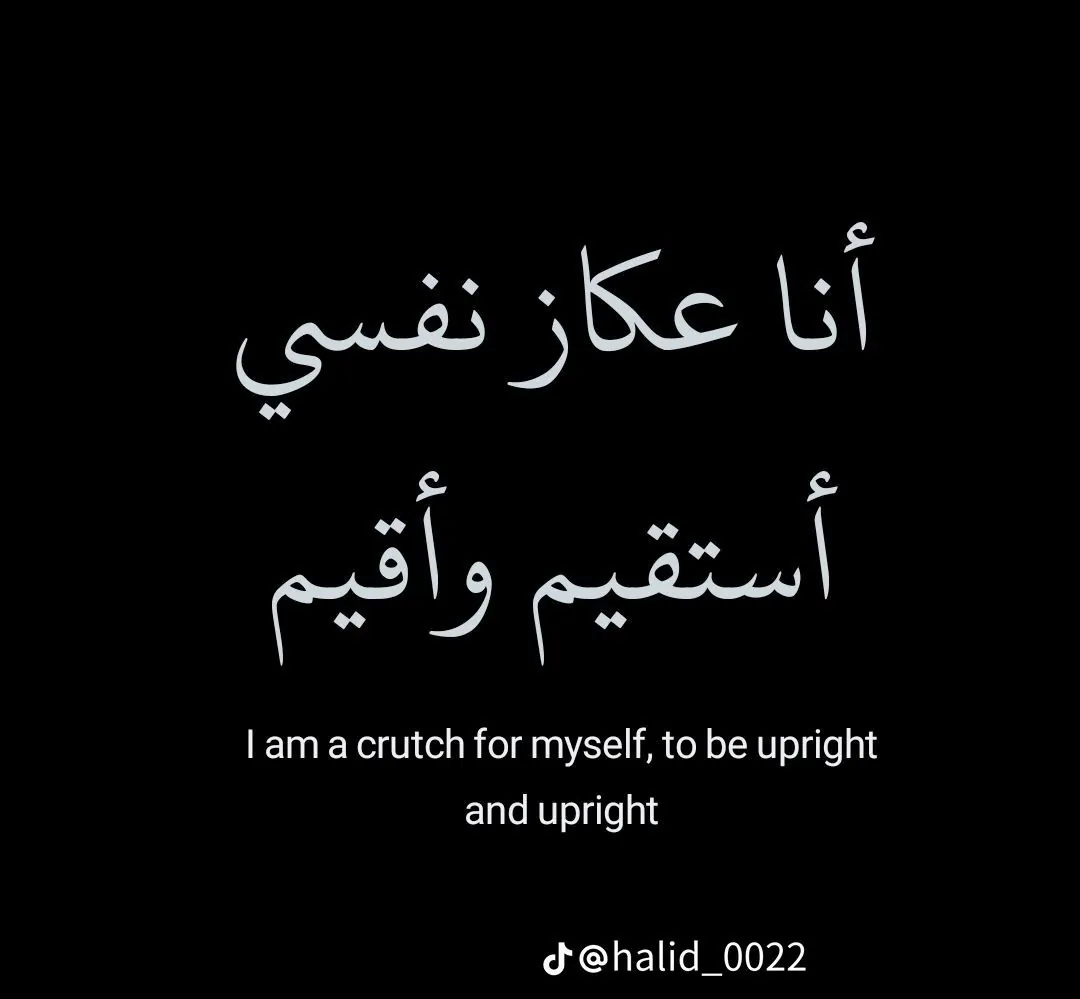 أنا عكاز نفسي
أستقيم وأقيم
I am a crutch for myself, to be upright
and upright
@halid_0022